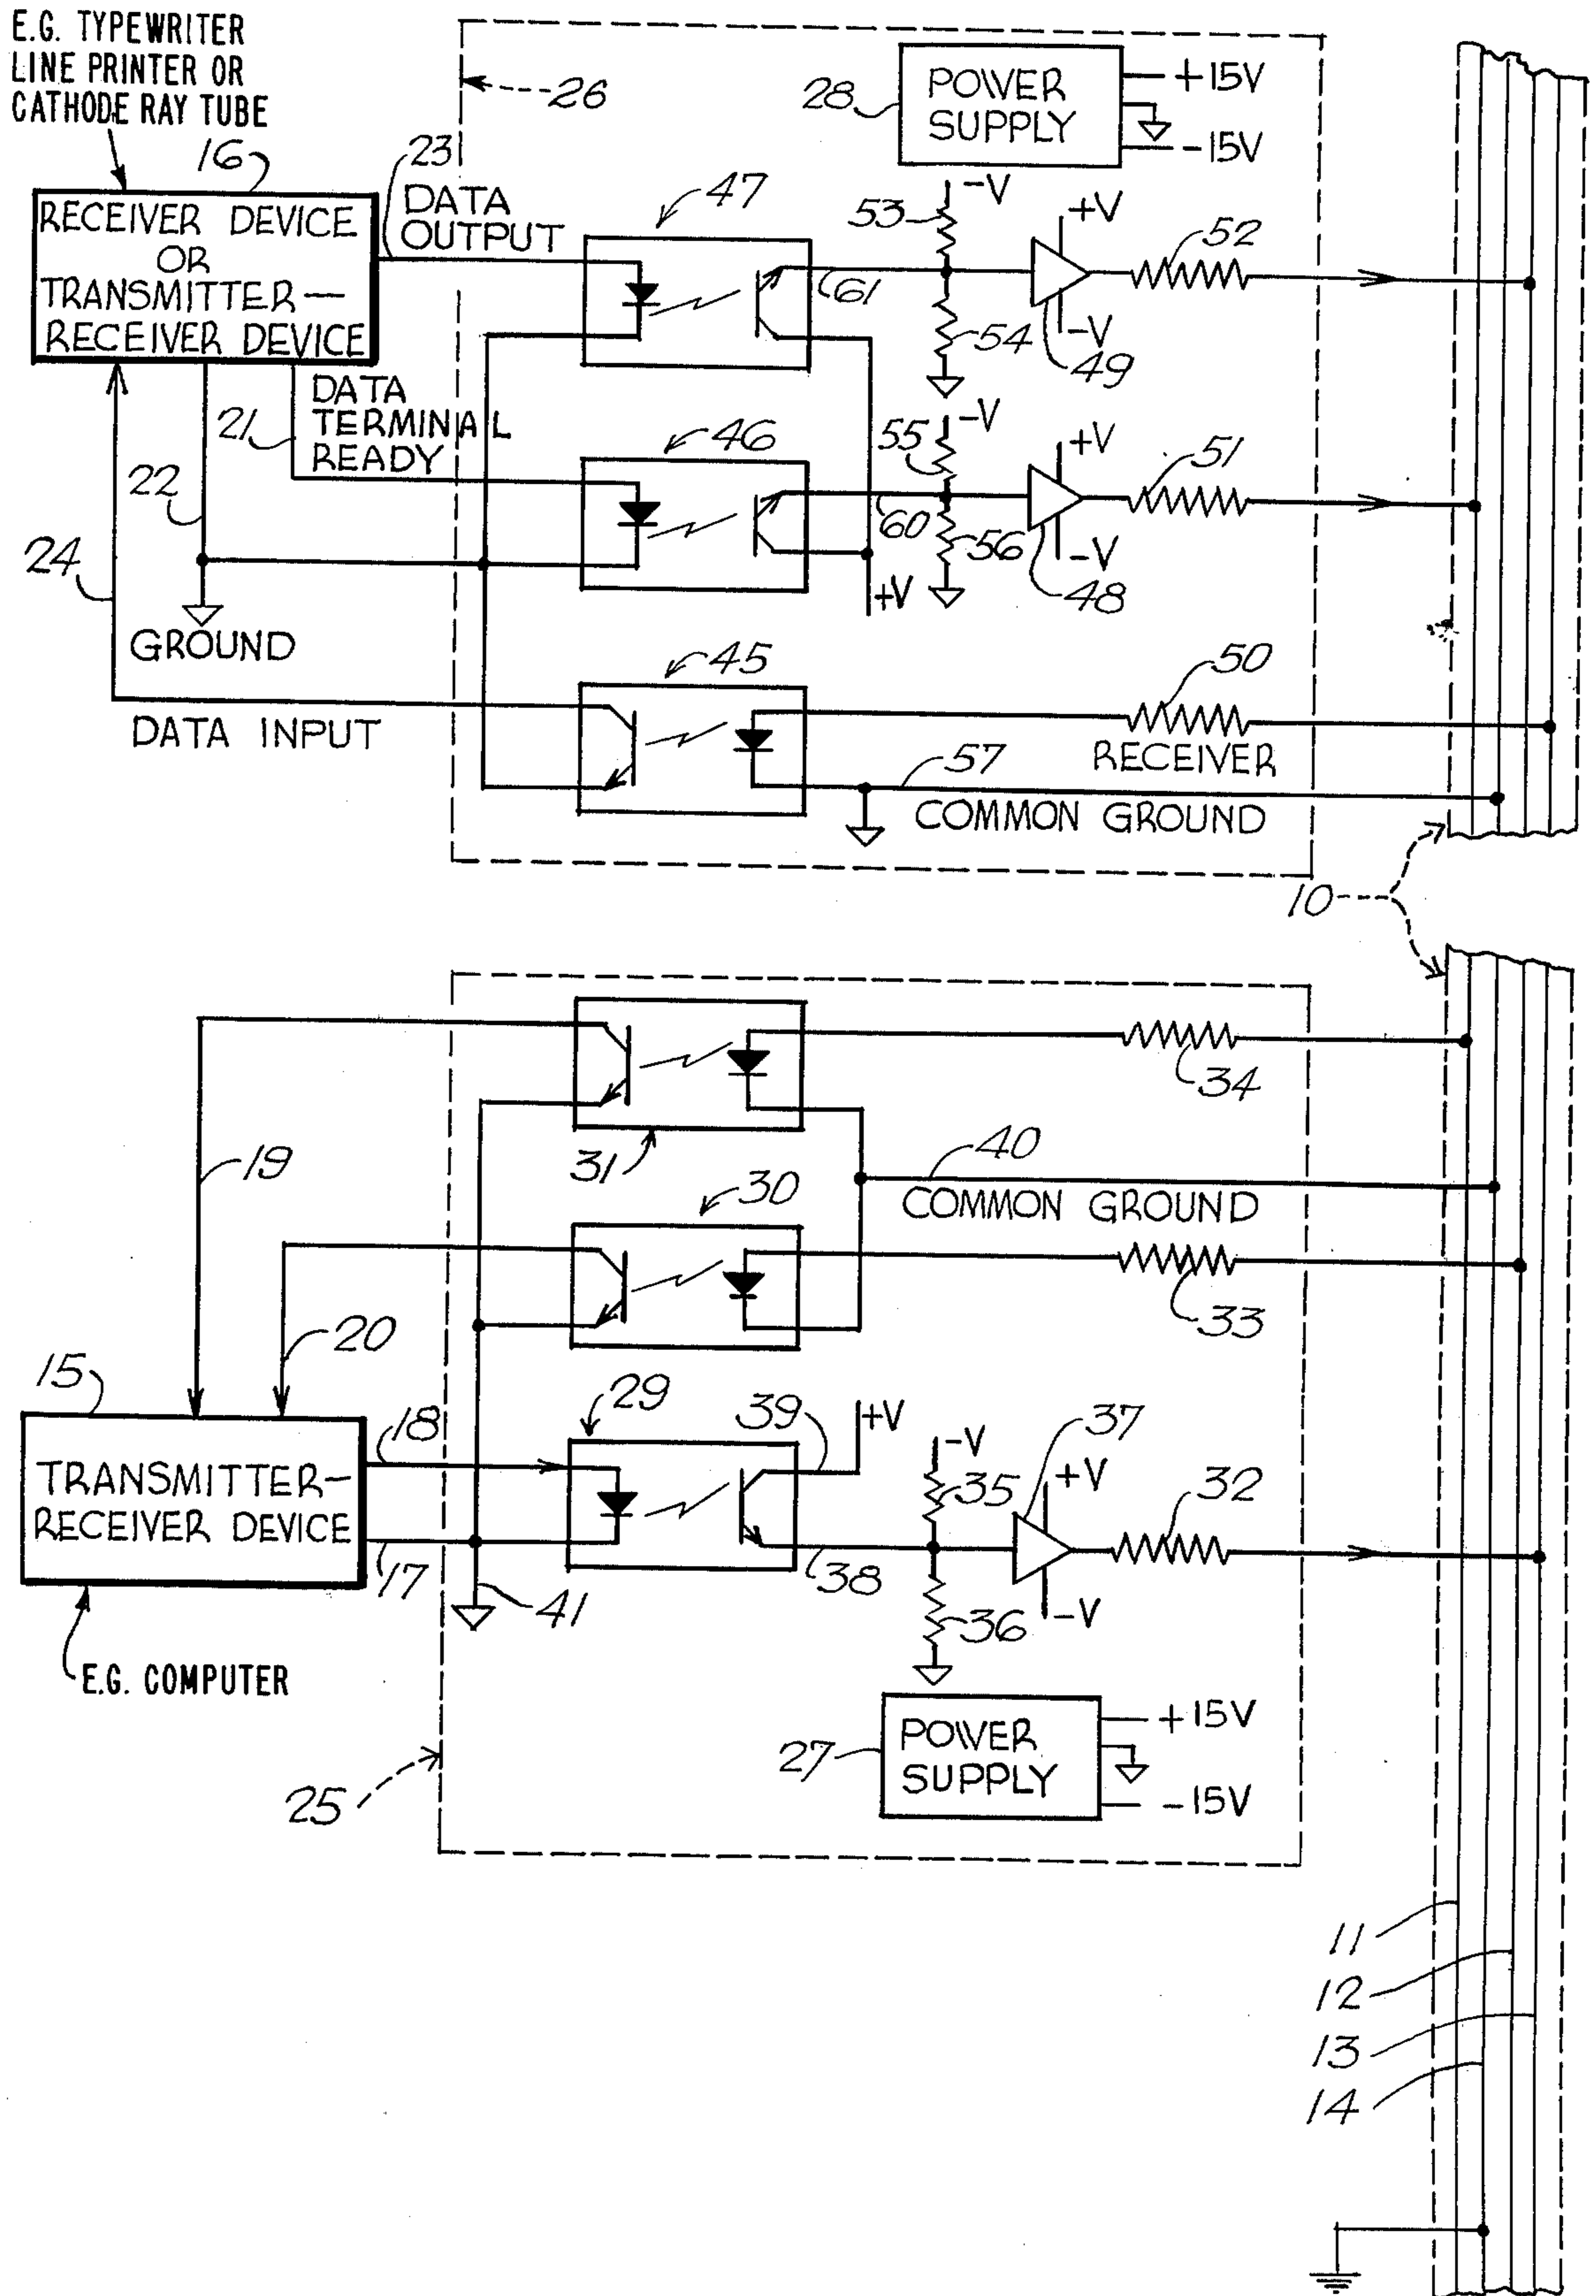 E.G. TYPEWRITER
LINE PRINTER OR
CATHODE RAY TUBE
26
28
POWER
SUPPLY
+15V
-15V
16
23
DATA
OUTPUT
47
-V
53
+V
52
RECEIVER DEVICE
OR
TRANSMITTER-
RECEIVER DEVICE
61
54
-V
49
21
DATA
TERMINAL
READY
46
-V
55
+V
51
22
60
56
-V
48
24
+V
GROUND
45
50
DATA INPUT
RECEIVER
57
COMMON GROUND
10
34
19
31
40
COMMON GROUND
30
33
20
15
29
39
+V
37
18
-V
35
+V
32
TRANSMITTER-
RECEIVER DEVICE
17
41
38
36
-V
E.G. COMPUTER
27
POWER
SUPPLY
+15V
-15V
25
11
12
13
14